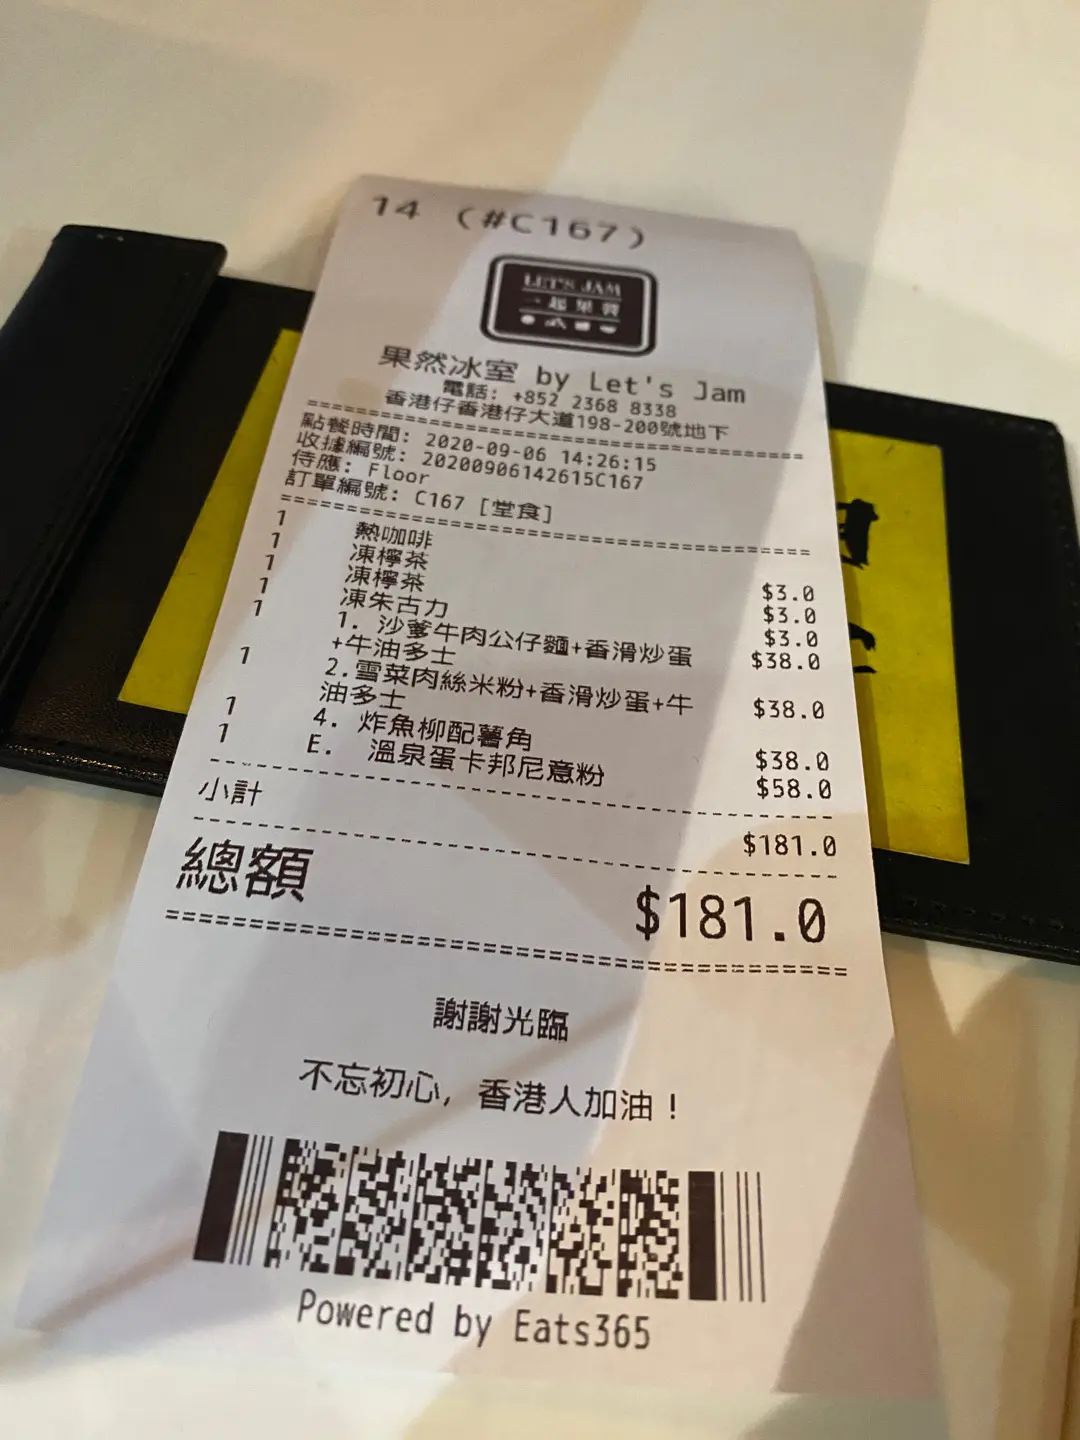 14 (#C167)
LET'S JAM
一起果醬
果然冰室 by Let's Jam
電話: +852 2368 8338
香港仔香港仔大道198-200號地下
點餐時間: 2020-09-06 14:26:15
收據編號: 20200906142615C167
侍應: Floor
訂單編號: C167 [堂食]
1 熱咖啡
1 凍檸茶 $3.0
1 凍檸茶 $3.0
1 凍朱古力 $3.0
1 1. 沙爹牛肉公仔麵+香滑炒蛋 $38.0
+牛油多士
1 2.雪菜肉絲米粉+香滑炒蛋+牛 $38.0
油多士
1 4. 炸魚柳配薯角 $38.0
1 E. 溫泉蛋卡邦尼意粉 $58.0
小計 $181.0
總額 $181.0
謝謝光臨
不忘初心, 香港人加油!
Powered by Eats365